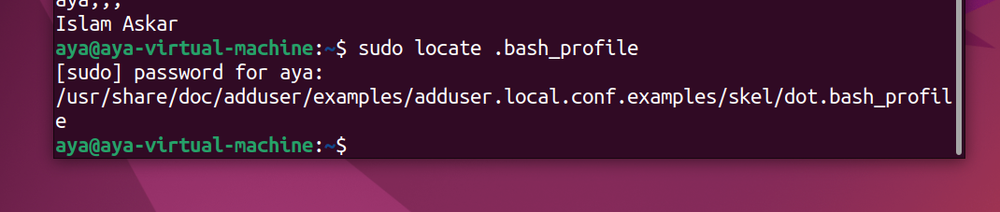 aya,,,
Islam Askar
aya@aya-virtual-machine:~$ sudo locate .bash_profile
[sudo] password for aya:
/usr/share/doc/adduser/examples/adduser.local.conf.examples/skel/dot.bash_profil
e
aya@aya-virtual-machine:~$